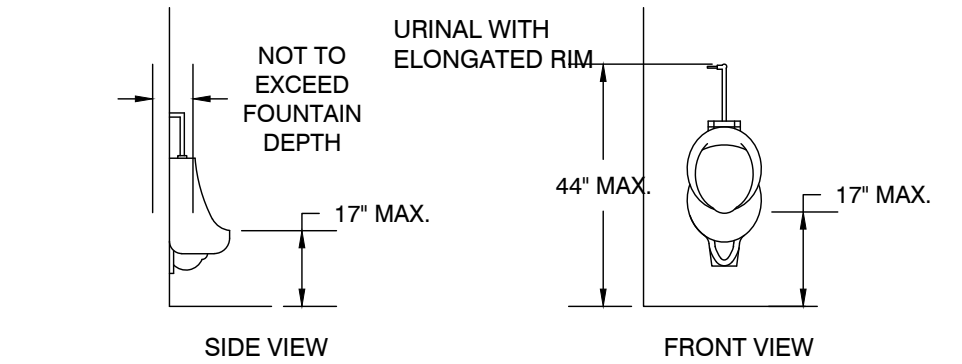 URINAL WITH
ELONGATED RIM
NOT TO
EXCEED
FOUNTAIN
DEPTH
17" MAX.
44" MAX.
17" MAX.
SIDE VIEW
FRONT VIEW